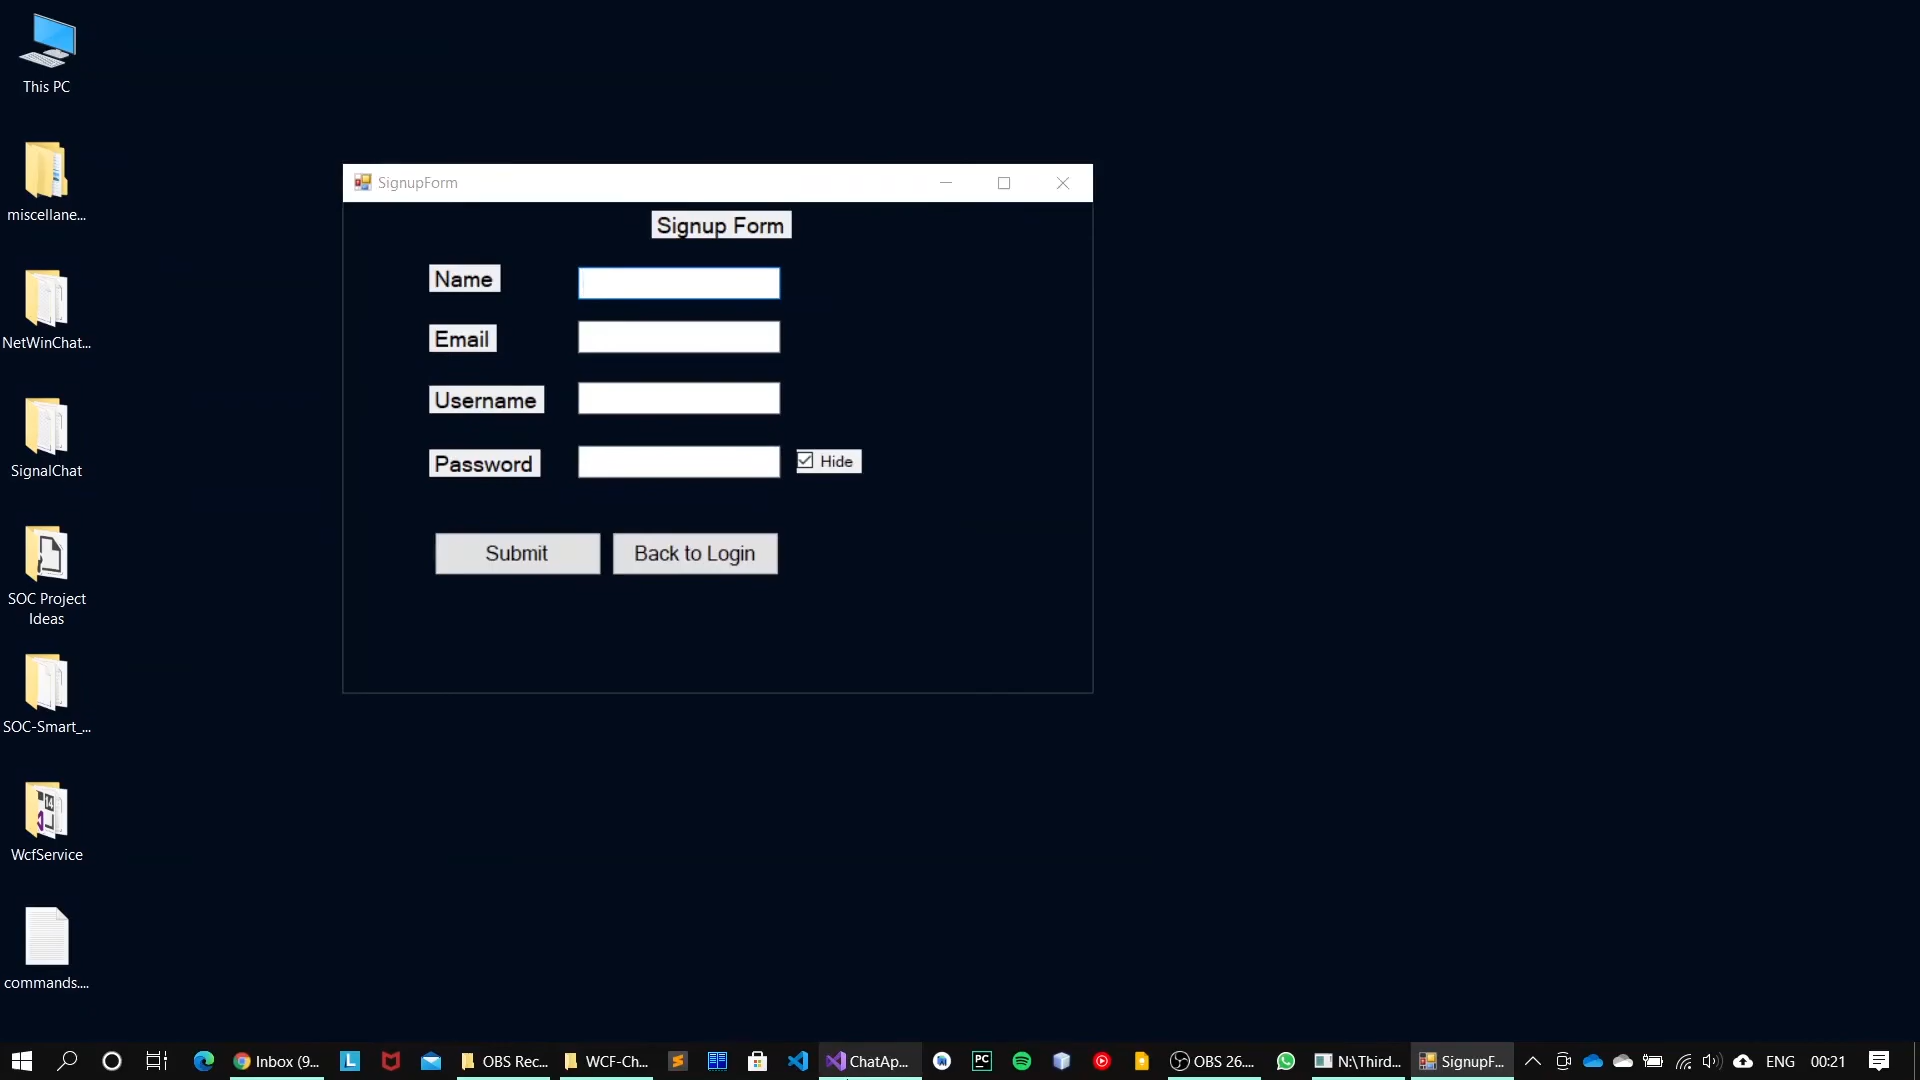 This PC
miscellane...
NetWinChat...
SignalChat
SOC Project
Ideas
SOC-Smart_...
WcfService
commands....
SignupForm
Signup Form
Name
Email
Username
Password
Hide
Submit
Back to Login
Inbox (9...
L
OBS Rec...
WCF-Ch...
ChatAp...
PC
OBS 26....
N:\Third...
SignupF...
ENG
00:21